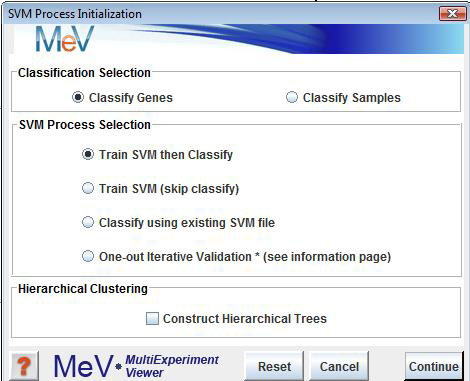 SVM Process Initialization
MeV
Classification Selection
Classify Genes
Classify Samples
SVM Process Selection
Train SVM then Classify
Train SVM (skip classify)
Classify using existing SVM file
One-out Iterative Validation * (see information page)
Hierarchical Clustering
Construct Hierarchical Trees
?
MeV
MultiExperiment
Viewer
Reset
Cancel
Continue